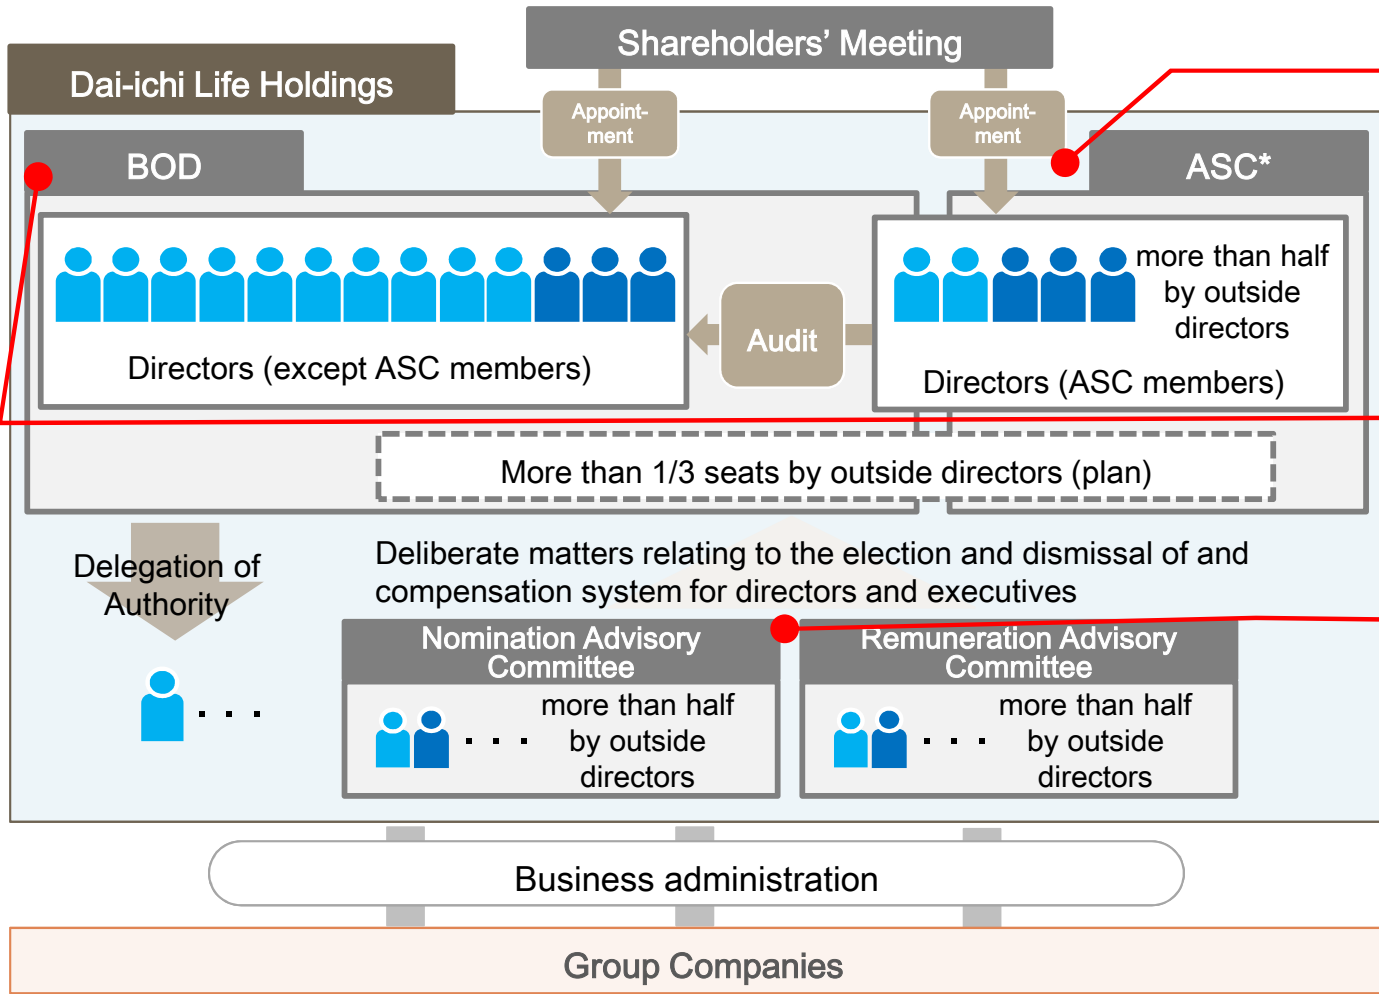 Shareholders’ Meeting
Dai-ichi Life Holdings
Appoint-
ment
Appoint-
ment
BOD
ASC*
more than half
by outside
directors
Audit
Directors (except ASC members)
Directors (ASC members)
More than 1/3 seats by outside directors (plan)
Delegation of
Authority
Deliberate matters relating to the election and dismissal of and
compensation system for directors and executives
Nomination Advisory
Committee
Remuneration Advisory
Committee
. . .
. . .
more than half
by outside
directors
. . .
more than half
by outside
directors
Business administration
Group Companies